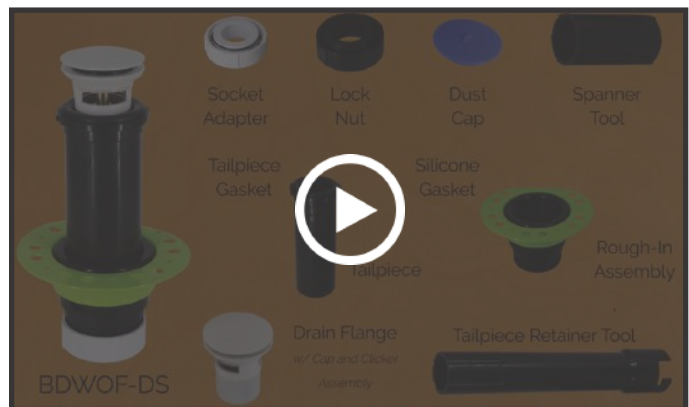 Socket
Adapter
Lock
Nut
Dust
Cap
Spanner
Tool
Tailpiece
Gasket
Silicone
Gasket
Tailpiece
Rough-In
Assembly
Drain Flange
w/ Cap and Clicker
Assembly
Tailpiece Retainer Tool
BDWOF-DS